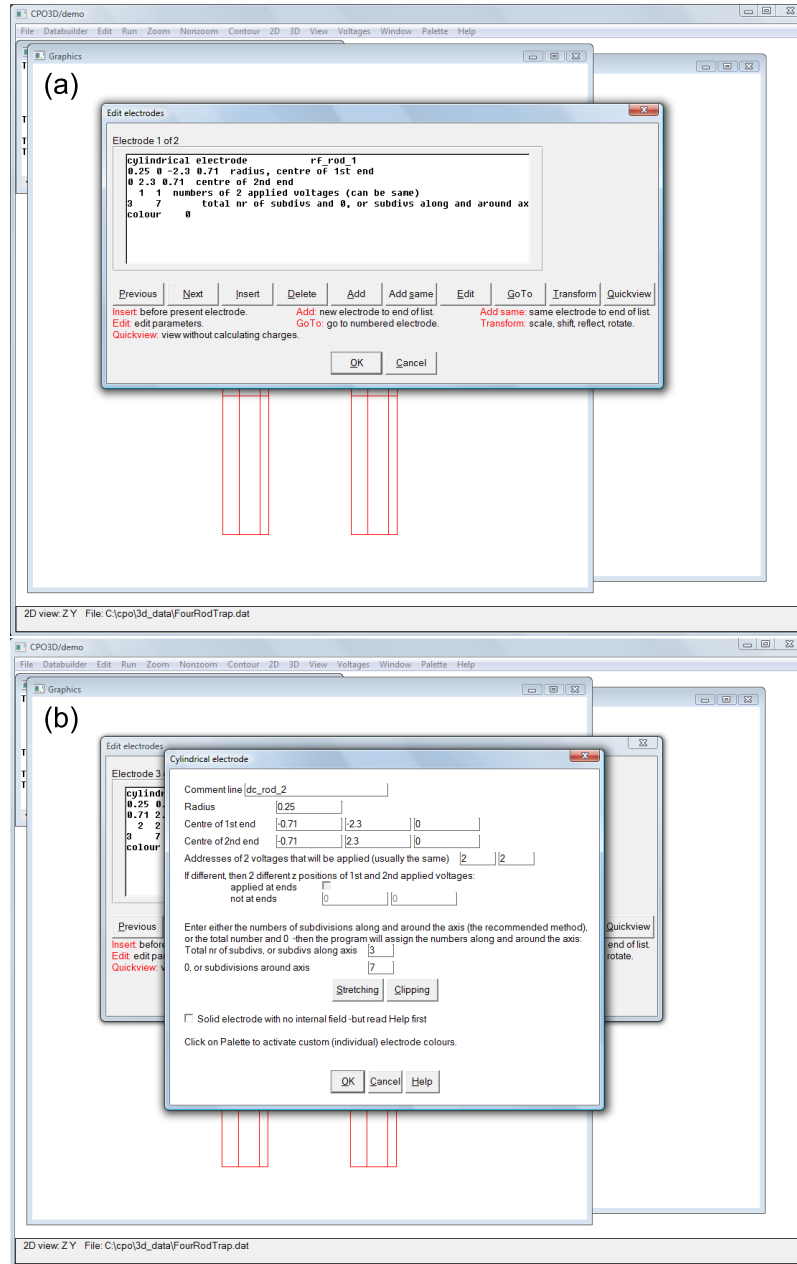 CPO3D/demo
File Databuilder Edit Run Zoom Nonzoom Contour 2D 3D View Voltages Window Palette Help
Graphics
(a)
Edit electrodes
Electrode 1 of 2
cylindrical electrode rf_rod_1
0.25 0 -2.3 0.71 radius, centre of 1st end
0 2.3 0.71 centre of 2nd end
1 1 numbers of 2 applied voltages (can be same)
3 7 total nr of subdivs and 0, or subdivs along and around ax
colour 0
Previous Next Insert Delete Add Add same Edit GoTo Transform Quickview
Insert: before present electrode. Add: new electrode to end of list. Add same: same electrode to end of list.
Edit: edit parameters. GoTo: go to numbered electrode. Transform: scale, shift, reflect, rotate.
Quickview: view without calculating charges.
OK Cancel
2D view: Z Y File: C:\cpo\3d_data\FourRodTrap.dat
CPO3D/demo
File Databuilder Edit Run Zoom Nonzoom Contour 2D 3D View Voltages Window Palette Help
Graphics
(b)
Edit electrodes
Cylindrical electrode
Electrode 3
cylindr
0.25 0.
0.71 2.
2 2
3 7
colour
Comment line dc_rod_2
Radius 0.25
Centre of 1st end -0.71 -2.3 0
Centre of 2nd end -0.71 2.3 0
Addresses of 2 voltages that will be applied (usually the same) 2 2
If different, then 2 different z positions of 1st and 2nd applied voltages:
applied at ends
not at ends 0 0
Enter either the numbers of subdivisions along and around the axis (the recommended method),
or the total number and 0 -then the program will assign the numbers along and around the axis:
Total nr of subdivs, or subdivs along axis 3
0, or subdivisions around axis 7
Stretching Clipping
Solid electrode with no internal field -but read Help first
Click on Palette to activate custom (individual) electrode colours.
OK Cancel Help
Previous Quickview
Insert: before end of list.
Edit: edit par rotate.
Quickview: v
2D view: Z Y File: C:\cpo\3d_data\FourRodTrap.dat